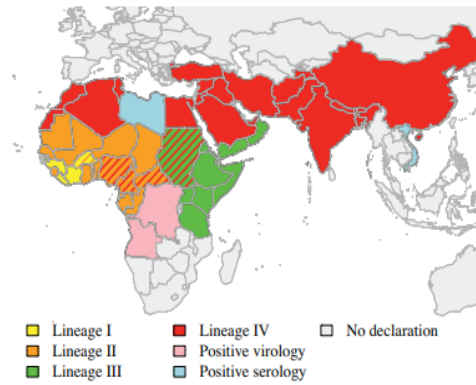 Lineage I Lineage IV No declaration
Lineage II Positive virology
Lineage III Positive serology